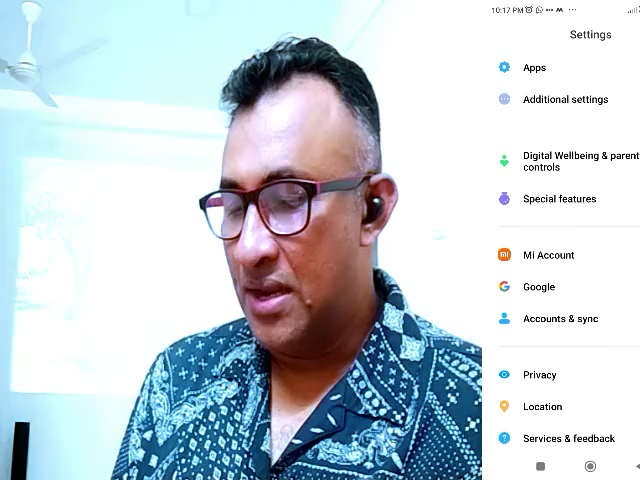 10:17 PM
Settings
Apps
Additional settings
Digital Wellbeing & parent
controls
Special features
Mi Account
Google
Accounts & sync
Privacy
Location
Services & feedback